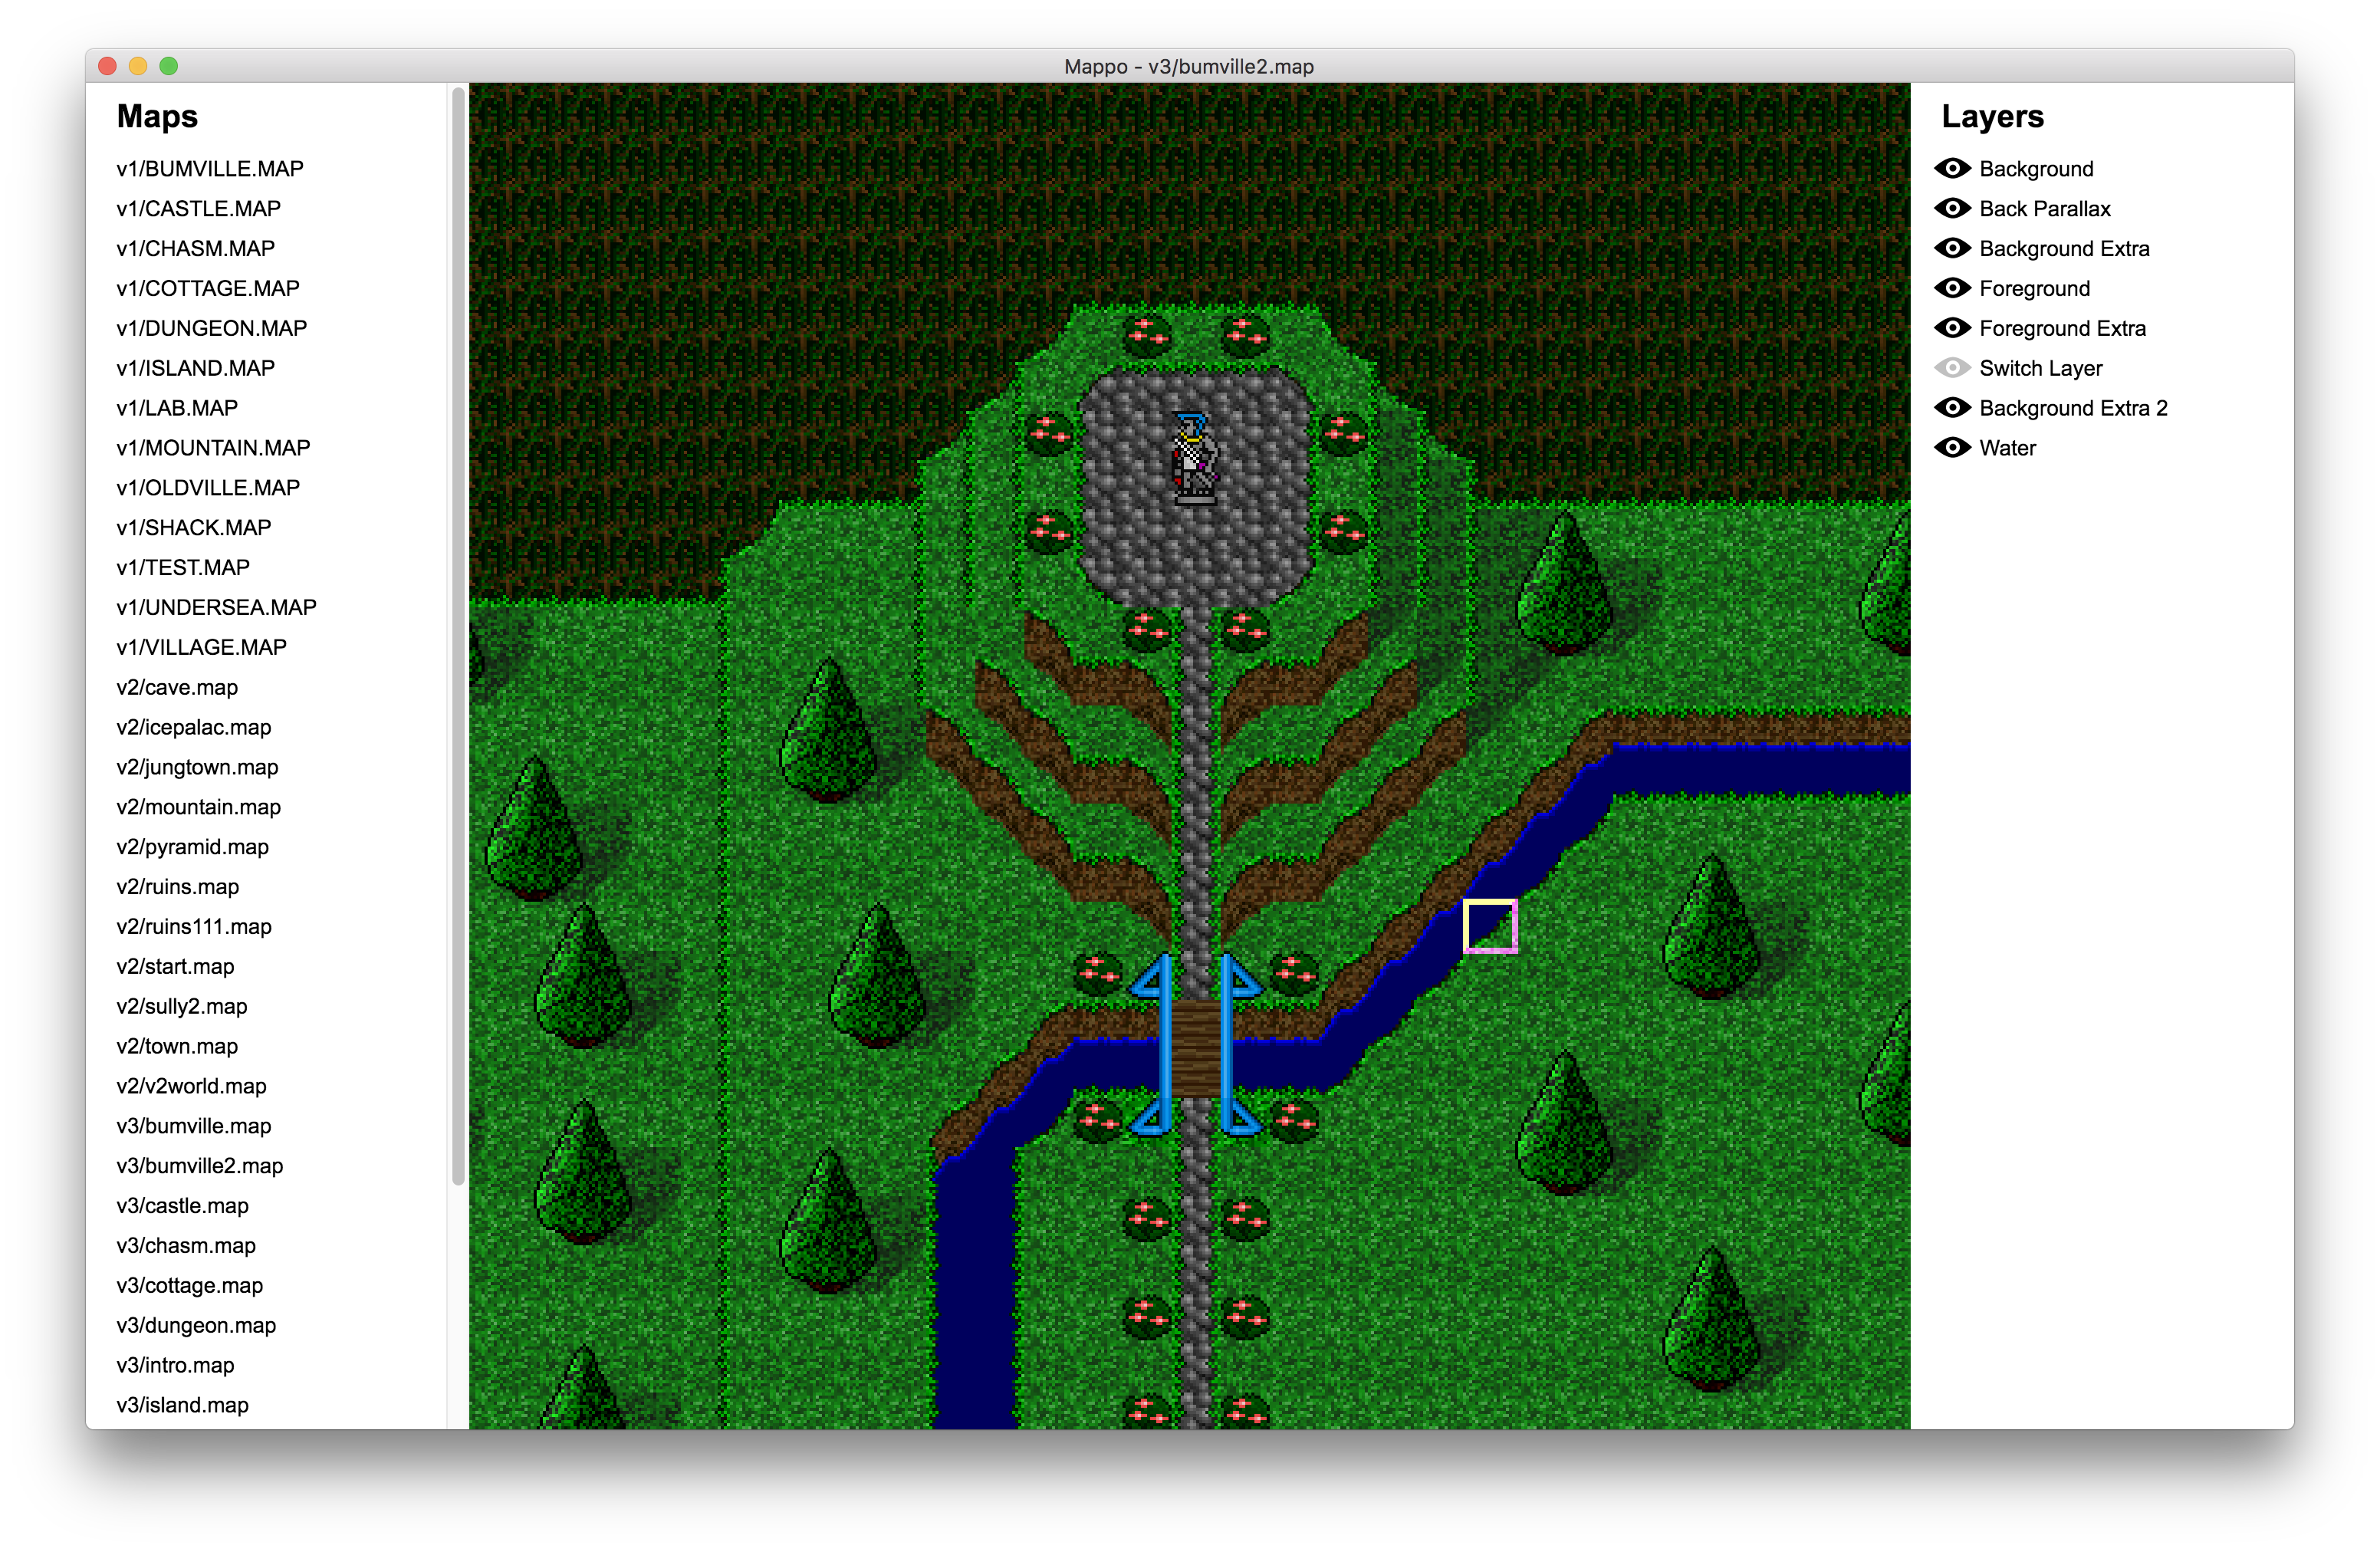 Mappo - v3/bumville2.map
Maps
v1/BUMVILLE.MAP
v1/CASTLE.MAP
v1/CHASM.MAP
v1/COTTAGE.MAP
v1/DUNGEON.MAP
v1/ISLAND.MAP
v1/LAB.MAP
v1/MOUNTAIN.MAP
v1/OLDVILLE.MAP
v1/SHACK.MAP
v1/TEST.MAP
v1/UNDERSEA.MAP
v1/VILLAGE.MAP
v2/cave.map
v2/icepalac.map
v2/jungtown.map
v2/mountain.map
v2/pyramid.map
v2/ruins.map
v2/ruins111.map
v2/start.map
v2/sully2.map
v2/town.map
v2/v2world.map
v3/bumville.map
v3/bumville2.map
v3/castle.map
v3/chasm.map
v3/cottage.map
v3/dungeon.map
v3/intro.map
v3/island.map
Layers
Background
Back Parallax
Background Extra
Foreground
Foreground Extra
Switch Layer
Background Extra 2
Water